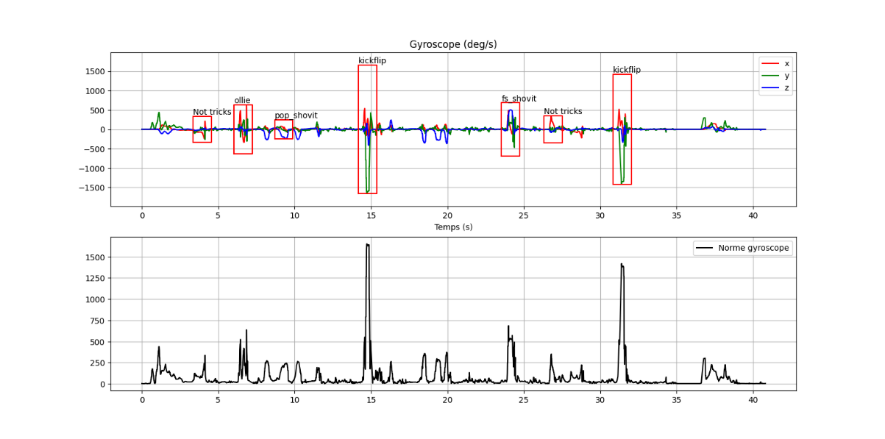 Gyroscope (deg/s)
kickflip
x
y
z
kickflip
fs_shovit
ollie
Not tricks
pop_shovit
Not tricks
1500
1000
500
0
−500
−1000
−1500
0
5
10
15
20
25
30
35
40
Temps (s)
Norme gyroscope
1500
1250
1000
750
500
250
0
0
5
10
15
20
25
30
35
40